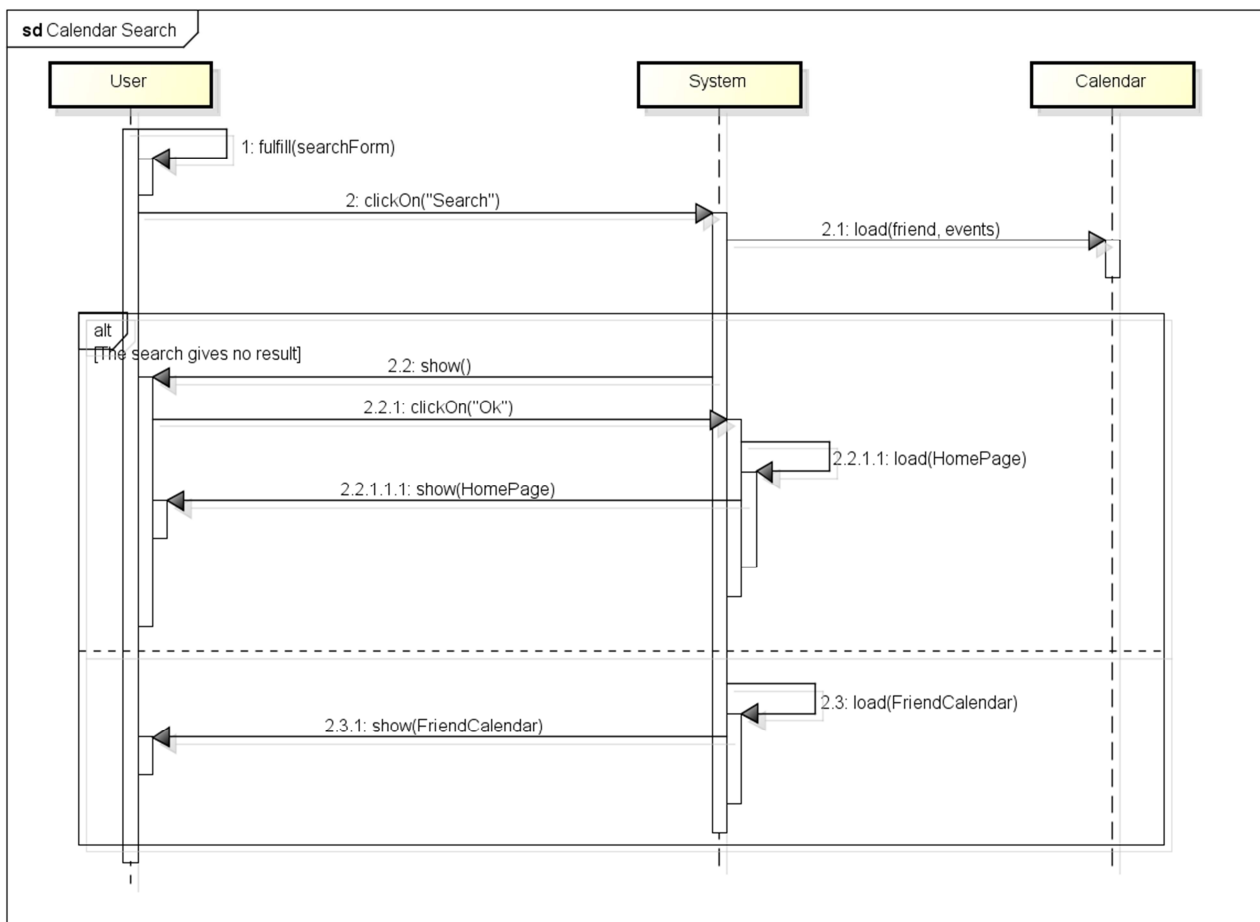 sd Calendar Search
User
System
Calendar
1: fulfill(searchForm)
2: clickOn("Search")
2.1: load(friend, events)
alt
[The search gives no result]
2.2: show()
2.2.1: clickOn("Ok")
2.2.1.1: load(HomePage)
2.2.1.1.1: show(HomePage)
2.3: load(FriendCalendar)
2.3.1: show(FriendCalendar)